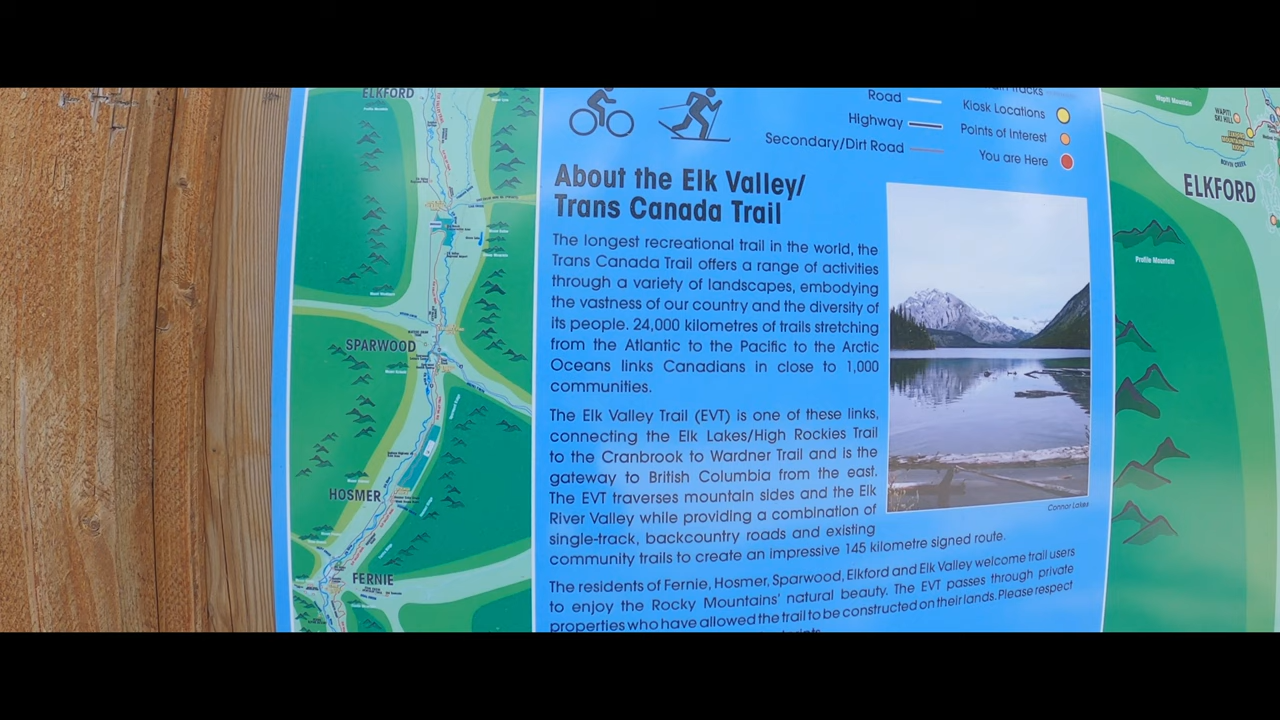 ELKFORD
SPARWOOD
HOSMER
FERNIE
Road
Highway
Secondary/Dirt Road
Tracks
Kiosk Locations
Points of Interest
You are Here
About the Elk Valley/
Trans Canada Trail
The longest recreational trail in the world, the
Trans Canada Trail offers a range of activities
through a variety of landscapes, embodying
the vastness of our country and the diversity of
its people. 24,000 kilometres of trails stretching
from the Atlantic to the Pacific to the Arctic
Oceans links Canadians in close to 1,000
communities.
The Elk Valley Trail (EVT) is one of these links,
connecting the Elk Lakes/High Rockies Trail
to the Cranbrook to Wardner Trail and is the
gateway to British Columbia from the east.
The EVT traverses mountain sides and the Elk
River Valley while providing a combination of
single-track, backcountry roads and existing
community trails to create an impressive 145 kilometre signed route.
The residents of Fernie, Hosmer, Sparwood, Elkford and Elk Valley welcome trail users
to enjoy the Rocky Mountains' natural beauty. The EVT passes through private
properties who have allowed the trail to be constructed on their lands. Please respect
Connor Lakes
Wapiti Mountain
WAPITI
SKI HILL
BOIVIN CREEK
ELKFORD
Profile Mountain